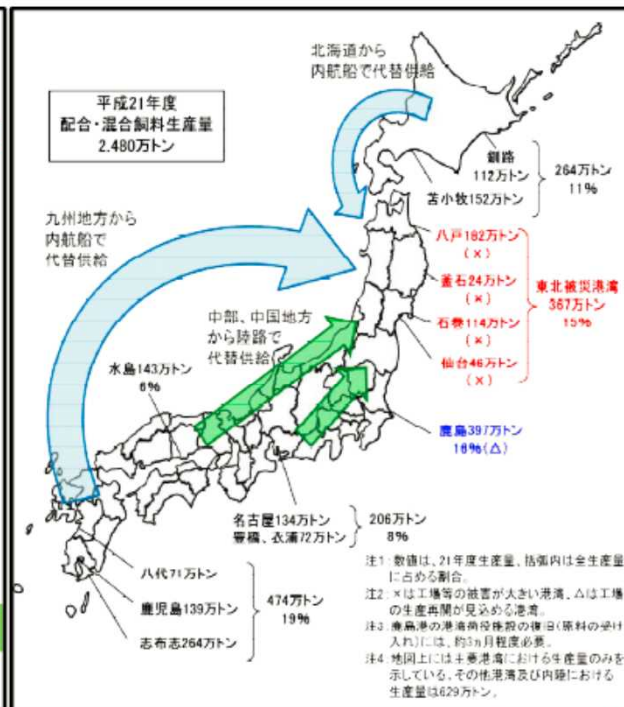 北海道から
内航船で代替供給
平成21年度
配合・混合飼料生産量
2.480万トン
釧路
112万トン
苫小牧152万トン
264万トン
11%
九州地方から
内航船で
代替供給
八戸182万トン
(×)
釜石24万トン
(×)
石巻114万トン
(×)
仙台46万トン
(×)
東北被災港湾
367万トン
15%
中部、中国地方
から陸路で
代替供給
水島143万トン
6%
鹿島397万トン
16%(△)
名古屋134万トン
豊橋、衣浦72万トン
206万トン
8%
八代71万トン
鹿児島139万トン
志布志264万トン
474万トン
19%
注1:数値は、21年度生産量、括弧内は全生産量
に占める割合。
注2:×は工場等の被害が大きい港湾、△は工場
の生産再開が見込める港湾。
注3:鹿島港の港湾荷役施設の復旧(原料の受け
入れ)には、約3ヵ月程度必要。
注4:地図上には主要港湾における生産量のみを
示している。その他港湾及び内陸における
生産量は629万トン。